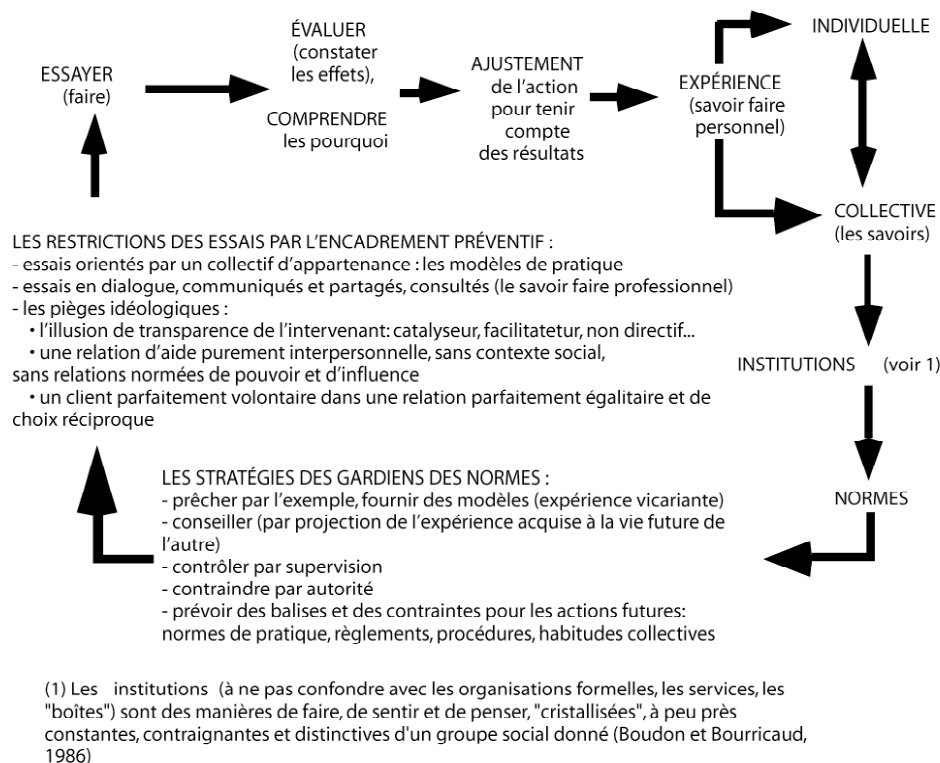 ESSAYER
(faire)
ÉVALUER
(constater
les effets),
COMPRENDRE
les pourquoi
AJUSTEMENT
de l'action
pour tenir
compte
des résultats
EXPÉRIENCE
(savoir faire
personnel)
INDIVIDUELLE
COLLECTIVE
(les savoirs)
INSTITUTIONS (voir 1)
NORMES
LES RESTRICTIONS DES ESSAIS PAR L'ENCADREMENT PRÉVENTIF :
- essais orientés par un collectif d'appartenance : les modèles de pratique
- essais en dialogue, communiqués et partagés, consultés (le savoir faire professionnel)
- les pièges idéologiques :
• l'illusion de transparence de l'intervenant: catalyseur, facilitatetur, non directif...
• une relation d'aide purement interpersonnelle, sans contexte social,
sans relations normées de pouvoir et d'influence
• un client parfaitement volontaire dans une relation parfaitement égalitaire et de
choix réciproque
LES STRATÉGIES DES GARDIENS DES NORMES :
- prêcher par l'exemple, fournir des modèles (expérience vicariante)
- conseiller (par projection de l'expérience acquise à la vie future de
l'autre)
- contrôler par supervision
- contraindre par autorité
- prévoir des balises et des contraintes pour les actions futures:
normes de pratique, règlements, procédures, habitudes collectives
(1) Les institutions (à ne pas confondre avec les organisations formelles, les services, les
"boîtes") sont des manières de faire, de sentir et de penser, "cristallisées", à peu près
constantes, contraignantes et distinctives d'un groupe social donné (Boudon et Bourricaud,
1986)